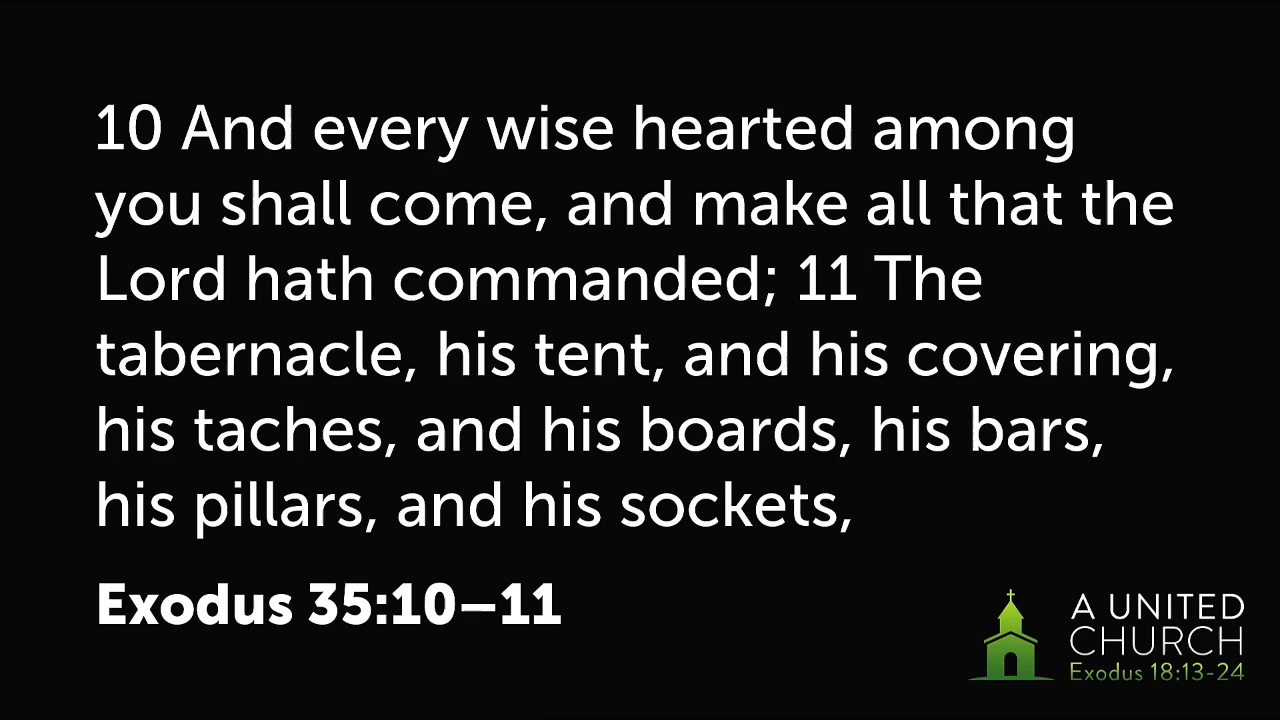 10 And every wise hearted among
you shall come, and make all that the
Lord hath commanded; 11 The
tabernacle, his tent, and his covering,
his taches, and his boards, his bars,
his pillars, and his sockets,
Exodus 35:10–11
A UNITED
CHURCH
Exodus 18:13-24